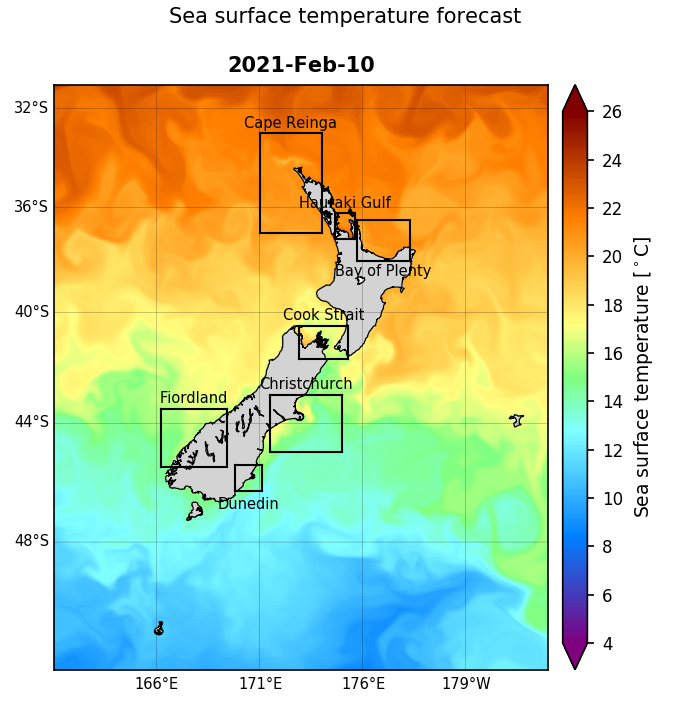 Sea surface temperature forecast
2021-Feb-10
32°S
36°S
40°S
44°S
48°S
Cape Reinga
Hauraki Gulf
Bay of Plenty
Cook Strait
Christchurch
Fiordland
Dunedin
166°E
171°E
176°E
179°W
26
24
22
20
18
16
14
12
10
8
6
4
Sea surface temperature [°C]